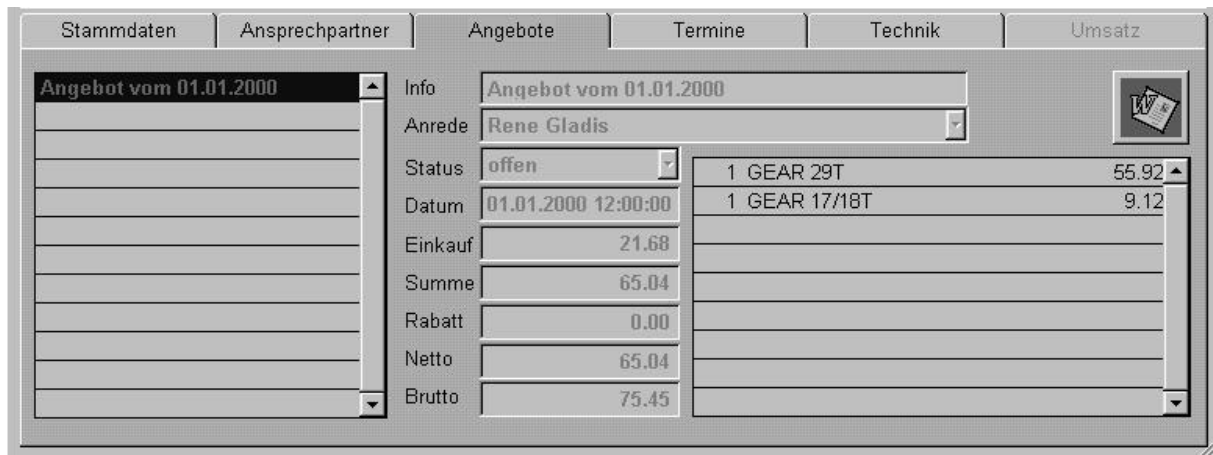 Stammdaten Ansprechpartner Angebote Termine Technik Umsatz
Angebot vom 01.01.2000
Info Angebot vom 01.01.2000
Anrede Rene Gladis
Status offen
Datum 01.01.2000 12:00:00
Einkauf 21.68
Summe 65.04
Rabatt 0.00
Netto 65.04
Brutto 75.45
W
1 GEAR 29T 55.92
1 GEAR 17/18T 9.12